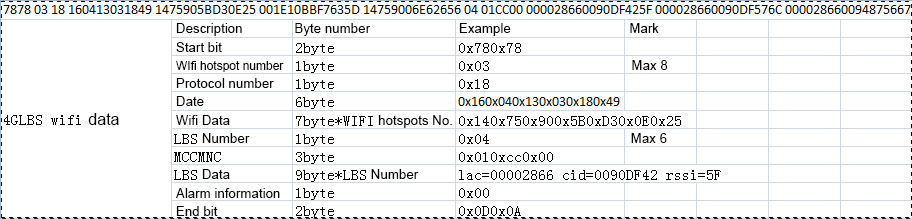 7878 03 18 160413031849 1475905BD30E25 001E10BBF7635D 14759006E62656 04 01CC00 000028660090DF425F 000028660090DF576C 000028660094875667
Description Byte number Example Mark
Start bit 2byte 0x780x78
WIfi hotspot number 1byte 0x03 Max 8
Protocol number 1byte 0x18
Date 6byte 0x160x040x130x030x180x49
4GLBS wifi data Wifi Data 7byte*WIFI hotspots No. 0x140x750x900x5B0xD30x0E0x25
LBS Number 1byte 0x04 Max 6
MCCMNC 3byte 0x010xcc0x00
LBS Data 9byte*LBS Number lac=00002866 cid=0090DF42 rssi=5F
Alarm information 1byte 0x00
End bit 2byte 0x0D0x0A